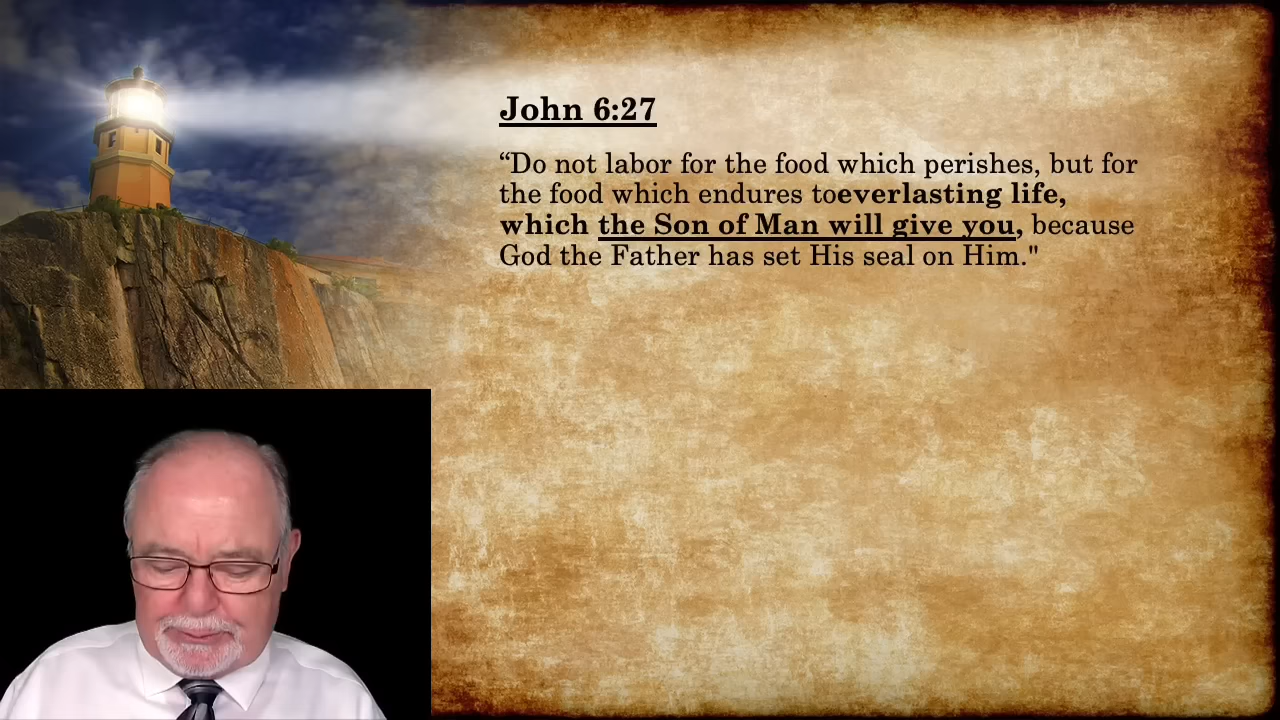 John 6:27
“Do not labor for the food which perishes, but for
the food which endures toeverlasting life,
which the Son of Man will give you, because
God the Father has set His seal on Him."